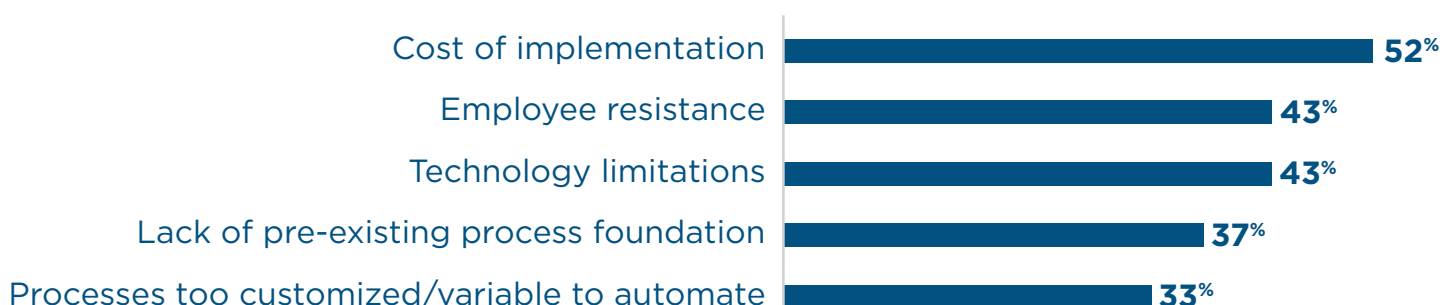 Cost of implementation 52%
Employee resistance 43%
Technology limitations 43%
Lack of pre-existing process foundation 37%
Processes too customized/variable to automate 33%